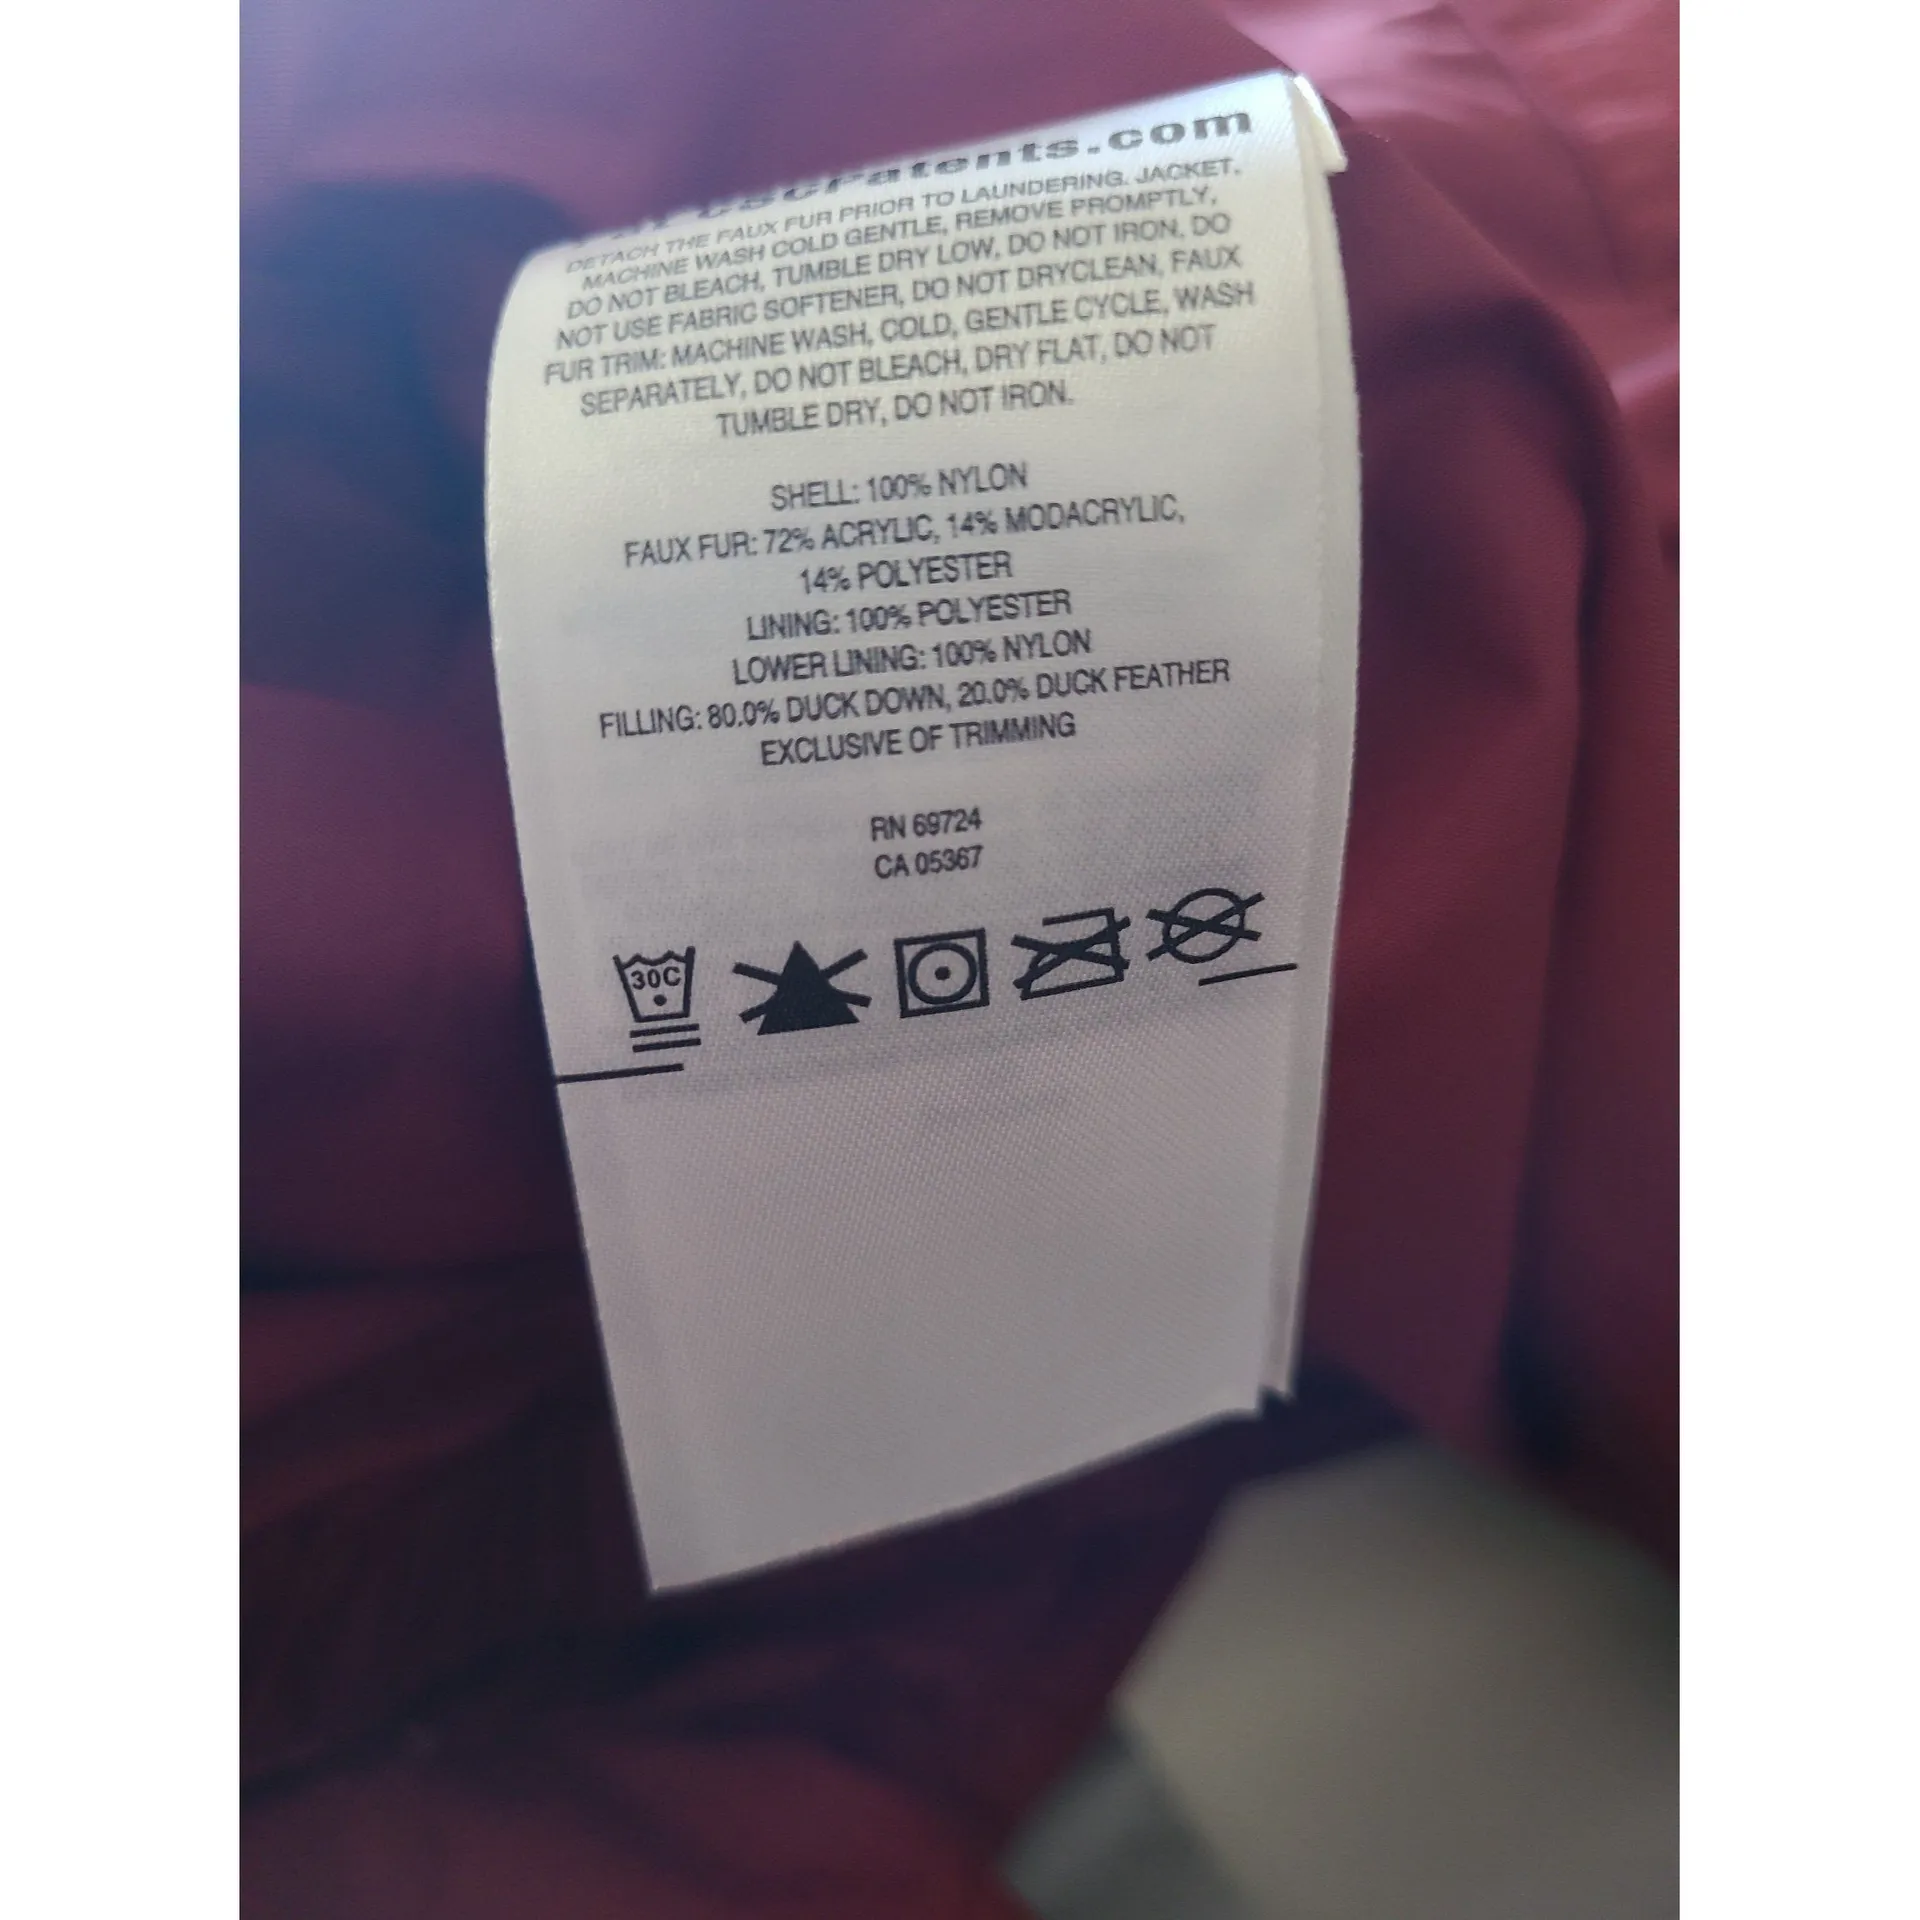 DETACH THE FAUX FUR PRIOR TO LAUNDERING. JACKET,
MACHINE WASH COLD GENTLE, REMOVE PROMPTLY,
DO NOT BLEACH, TUMBLE DRY LOW, DO NOT IRON, DO
NOT USE FABRIC SOFTENER, DO NOT DRYCLEAN, FAUX
FUR TRIM: MACHINE WASH, COLD, GENTLE CYCLE, WASH
SEPARATELY, DO NOT BLEACH, DRY FLAT, DO NOT
TUMBLE DRY, DO NOT IRON.
SHELL: 100% NYLON
FAUX FUR: 72% ACRYLIC, 14% MODACRYLIC,
14% POLYESTER
LINING: 100% POLYESTER
LOWER LINING: 100% NYLON
FILLING: 80.0% DUCK DOWN, 20.0% DUCK FEATHER
EXCLUSIVE OF TRIMMING
RN 69724
CA 05367
30C